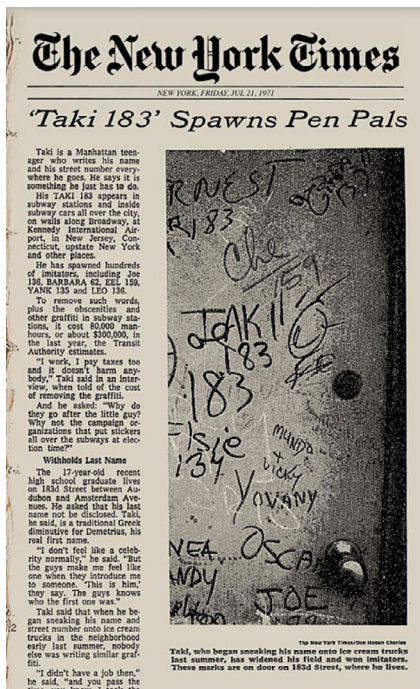 The New York Times
NEW YORK, FRIDAY, JUL 21, 1971
'Taki 183' Spawns Pen Pals
Taki is a Manhattan teen-
ager who writes his name
and his street number every-
where he goes. He says it is
something he just has to do.
His TAKI 183 appears in
subway stations and inside
subway cars all over the city,
on walls along Broadway, at
Kennedy International Air-
port, in New Jersey, Con-
necticut, upstate New York
and other places.
He has spawned hundreds
of imitators, including Joe
136, BARBARA 62, EEL 159,
YANK 135 and LEO 136.
To remove such words,
plus the obscenities and
other graffiti in subway sta-
tions, it cost 80,000 man-
hours, or about $300,000, in
the last year, the Transit
Authority estimates.
"I work, I pay taxes too
and it doesn't harm any-
body," Taki said in an inter-
view, when told of the cost
of removing the graffiti.
And he asked: "Why do
they go after the little guy?
Why not the campaign or-
ganizations that put stickers
all over the subways at elec-
tion time?"
Withholds Last Name
The 17-year-old recent
high school graduate lives
on 183d Street between Au-
dubon and Amsterdam Ave-
nues. He asked that his last
name not be disclosed. Taki,
he said, is a traditional Greek
diminutive for Demetrius, his
real first name.
"I don't feel like a celeb-
rity normally," he said. "But
the guys make me feel like
one when they introduce me
to someone. 'This is him,'
they say. The guys knows
who the first one was."
Taki said that when he be-
gan sneaking his name and
street number onto ice cream
trucks in the neighborhood
early last summer, nobody
else was writing similar graf-
fiti.
"I didn't have a job then,"
he said, "and you pass the
ERNEST
183
Che
159
TAKI
183
183
Elsie
134
MUNDO
+
VICKY
YOVANY
NEA
OSCA
NDY
JOE
The New York Times/Don Hogan Charles
Taki, who began sneaking his name onto ice cream trucks
last summer, has widened his field and won imitators.
These marks are on door on 183d Street, where he lives.